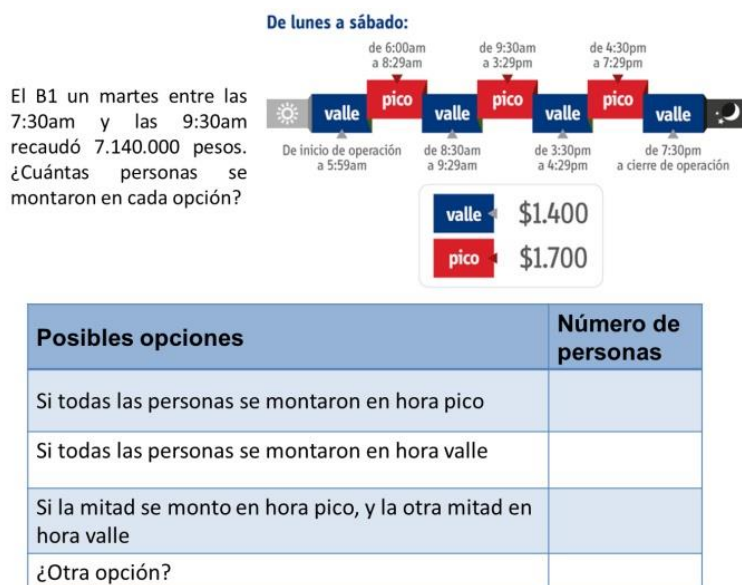 De lunes a sábado:
de 6:00am
a 8:29am
de 9:30am
a 3:29pm
de 4:30pm
a 7:29pm
valle
pico
valle
pico
valle
pico
valle
De inicio de operación
a 5:59am
de 8:30am
a 9:29am
de 3:30pm
a 4:29pm
de 7:30pm
a cierre de operación
El B1 un martes entre las
7:30am y las 9:30am
recaudó 7.140.000 pesos.
¿Cuántas personas se
montaron en cada opción?
valle $1.400
pico $1.700
Posibles opciones
Número de
personas
Si todas las personas se montaron en hora pico
Si todas las personas se montaron en hora valle
Si la mitad se monto en hora pico, y la otra mitad en
hora valle
¿Otra opción?